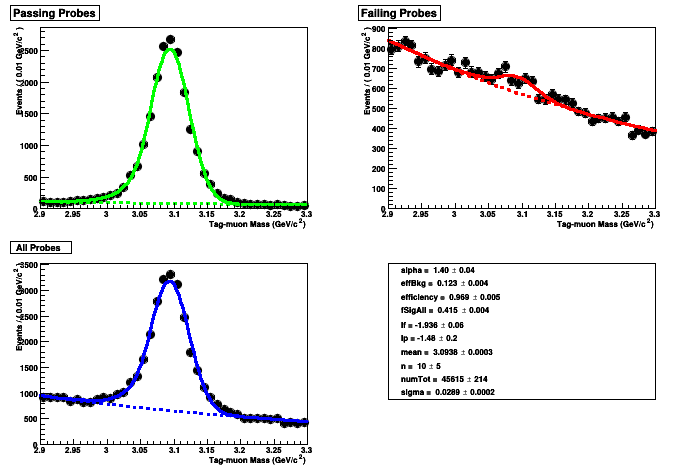 Passing Probes
Events / ( 0.01 GeV/c²)
2500
2000
1500
1000
500
0
2.9 2.95 3 3.05 3.1 3.15 3.2 3.25 3.3
Tag-muon Mass (GeV/c²)
Failing Probes
Events / ( 0.01 GeV/c²)
900
800
700
600
500
400
300
200
100
0
2.9 2.95 3 3.05 3.1 3.15 3.2 3.25 3.3
Tag-muon Mass (GeV/c²)
All Probes
Events / ( 0.01 GeV/c²)
3500
3000
2500
2000
1500
1000
500
0
2.9 2.95 3 3.05 3.1 3.15 3.2 3.25 3.3
Tag-muon Mass (GeV/c²)
alpha = 1.40 ± 0.04
effBkg = 0.123 ± 0.004
efficiency = 0.969 ± 0.005
fSigAll = 0.415 ± 0.004
lf = -1.936 ± 0.06
lp = -1.48 ± 0.2
mean = 3.0938 ± 0.0003
n = 10 ± 5
numTot = 45615 ± 214
sigma = 0.0289 ± 0.0002